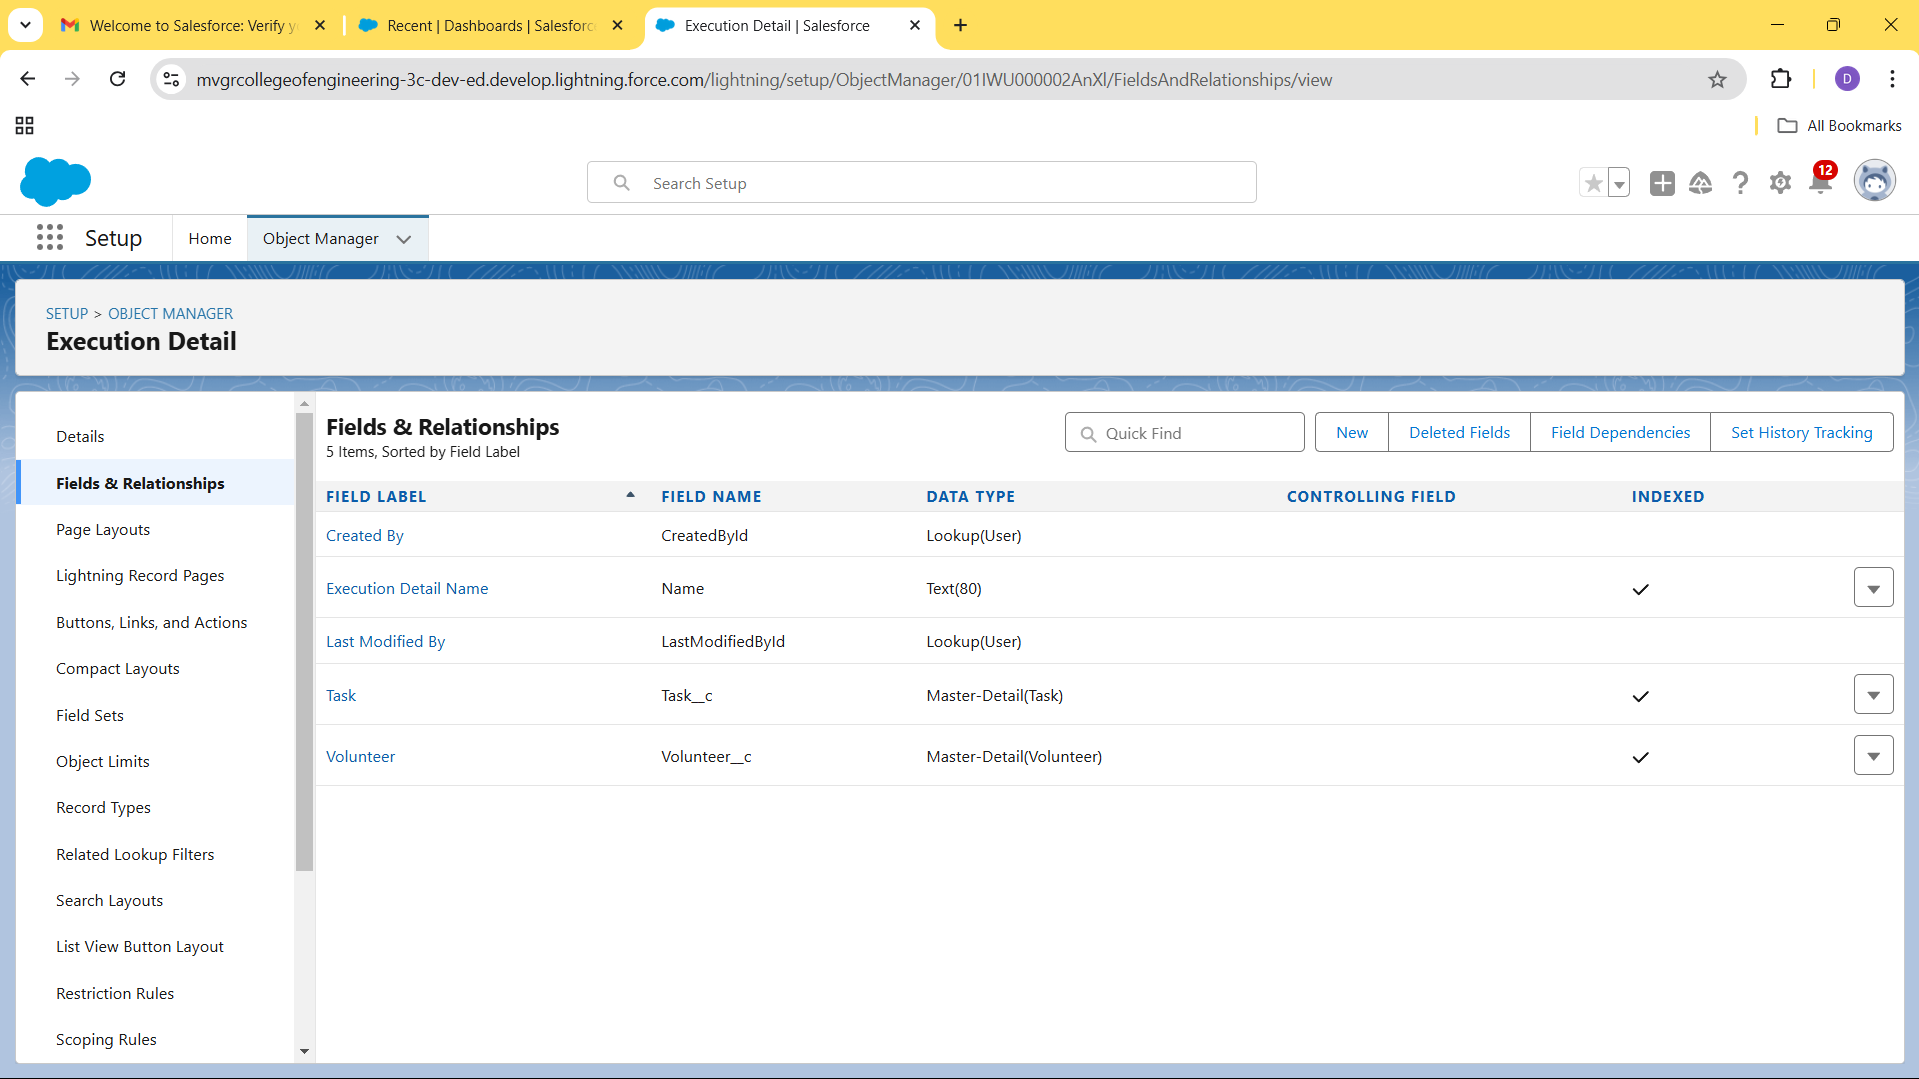 Welcome to Salesforce: Verify y
Recent | Dashboards | Salesforc
Execution Detail | Salesforce
mvgrcollegeofengineering-3c-dev-ed.develop.lightning.force.com/lightning/setup/ObjectManager/01IWU000002AnXl/FieldsAndRelationships/view
D
All Bookmarks
Search Setup
12
Setup
Home
Object Manager
SETUP > OBJECT MANAGER
Execution Detail
Details
Fields & Relationships
Page Layouts
Lightning Record Pages
Buttons, Links, and Actions
Compact Layouts
Field Sets
Object Limits
Record Types
Related Lookup Filters
Search Layouts
List View Button Layout
Restriction Rules
Scoping Rules
Fields & Relationships
5 Items, Sorted by Field Label
Quick Find
New
Deleted Fields
Field Dependencies
Set History Tracking
FIELD LABEL FIELD NAME DATA TYPE CONTROLLING FIELD INDEXED
Created By CreatedById Lookup(User)
Execution Detail Name Name Text(80)
Last Modified By LastModifiedById Lookup(User)
Task Task__c Master-Detail(Task)
Volunteer Volunteer__c Master-Detail(Volunteer)